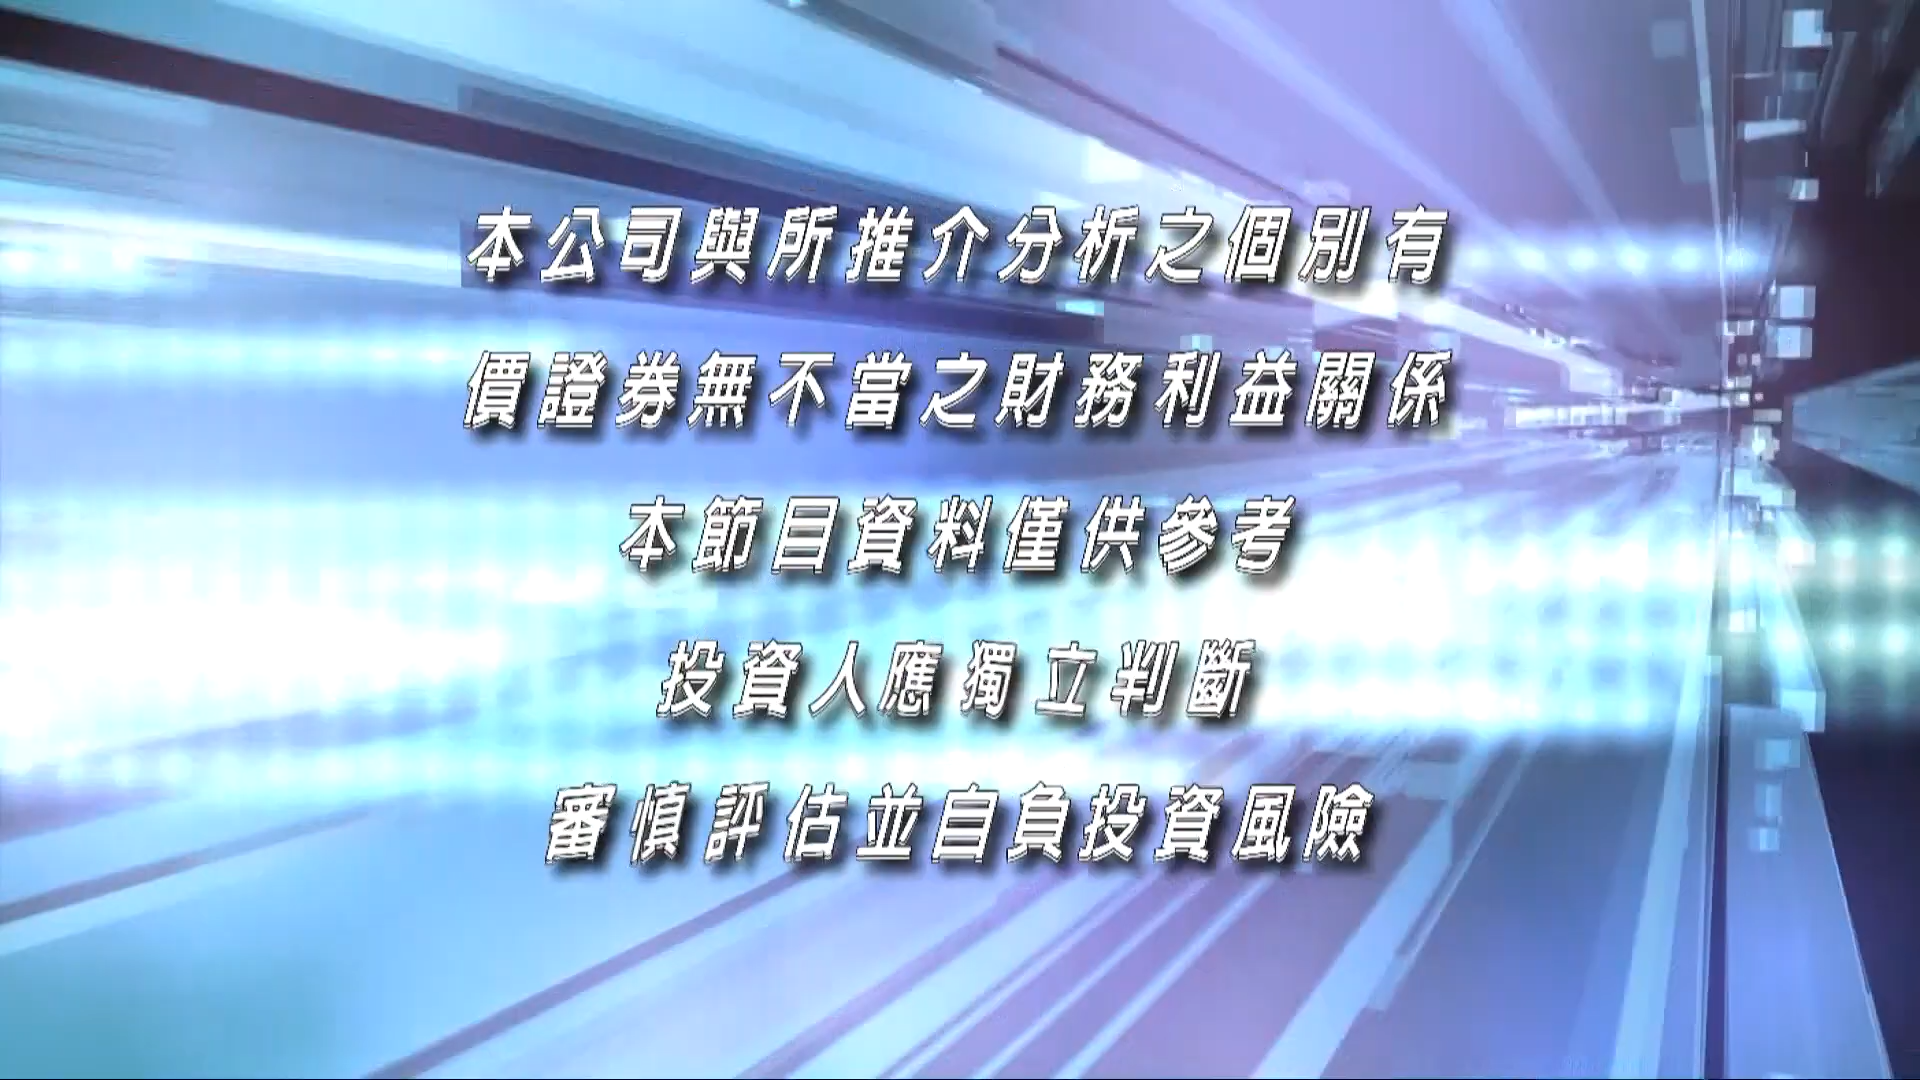 本公司與所推介分析之個別有
價證券無不當之財務利益關係
本節目資料僅供參考
投資人應獨立判斷
審慎評估並自負投資風險